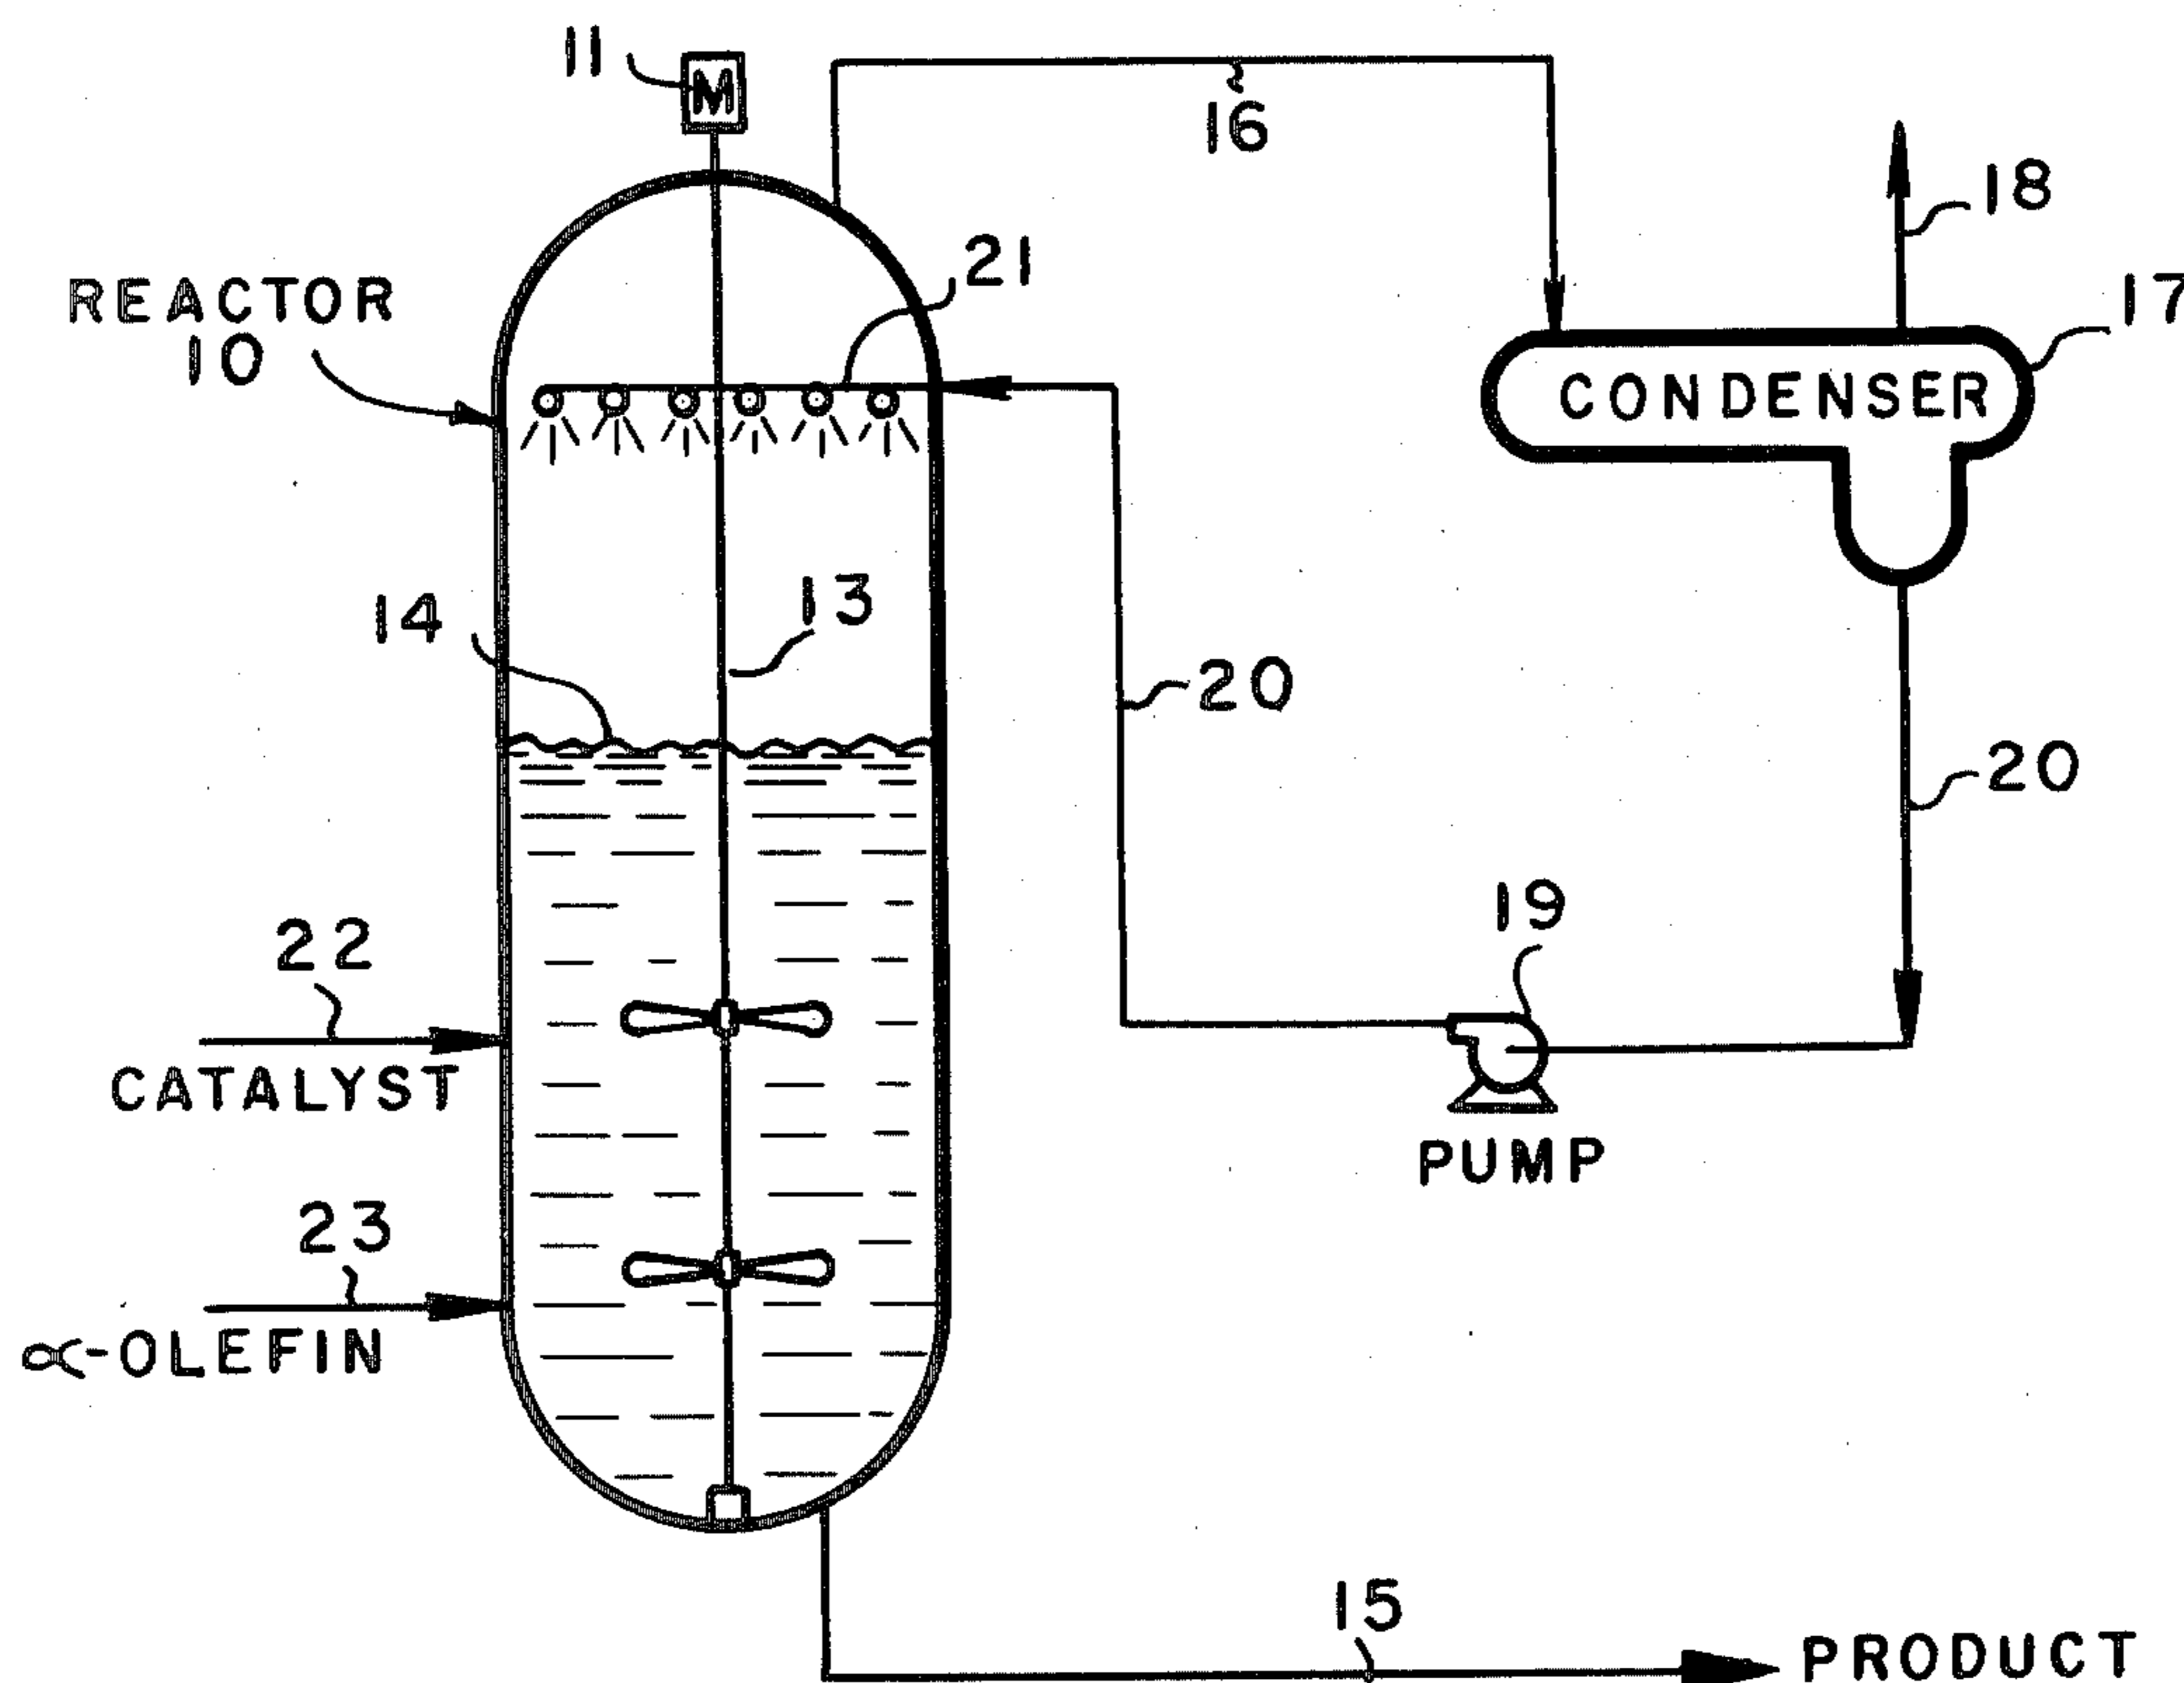 11
M
16
18
REACTOR
10
21
17
CONDENSER
14
13
20
20
19
22
CATALYST
PUMP
23
∝-OLEFIN
15
PRODUCT